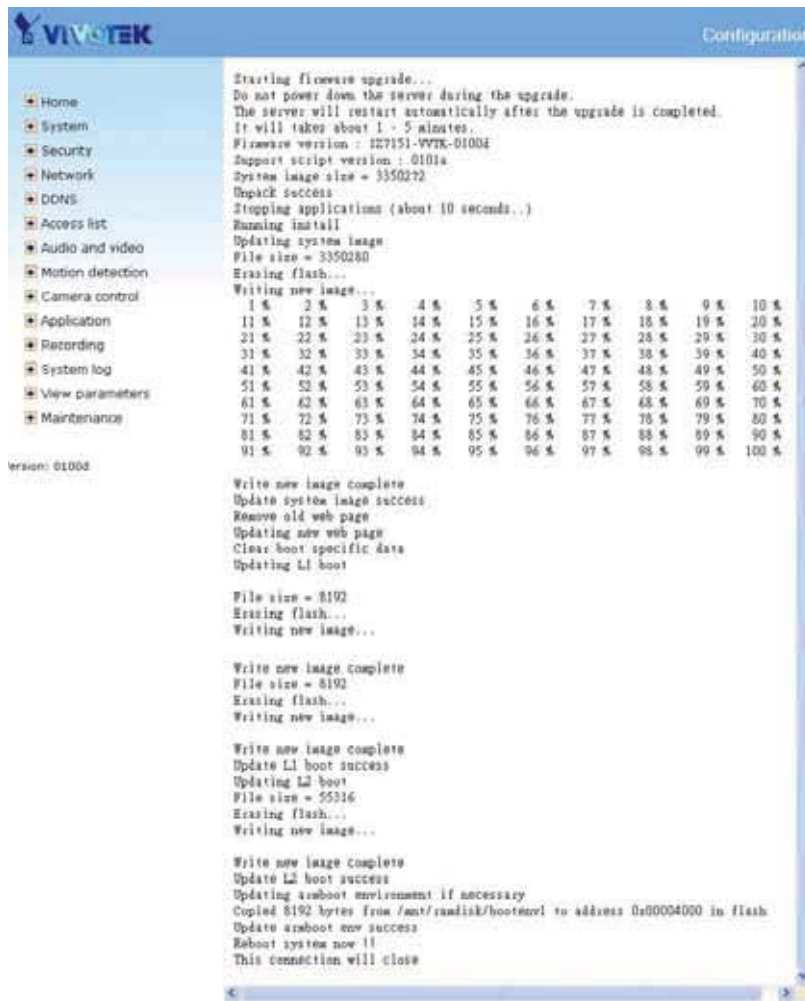 VIVOTEK
Configuration
Home
System
Security
Network
DDNS
Access list
Audio and video
Motion detection
Camera control
Application
Recording
System log
View parameters
Maintenance
ersion: 0100d
Starting firmware upgrade...
Do not power down the server during the upgrade.
The server will restart automatically after the upgrade is completed.
It will takes about 1 - 5 minutes.
Firmware version : IZ7151-VVTK-0100d
Support script version : 0101a
System image size = 3350272
Unpack success
Stopping applications (about 10 seconds..)
Running install
Updating system image
File size = 3350280
Erasing flash...
Writing new image...
1 % 2 % 3 % 4 % 5 % 6 % 7 % 8 % 9 % 10 %
11 % 12 % 13 % 14 % 15 % 16 % 17 % 18 % 19 % 20 %
21 % 22 % 23 % 24 % 25 % 26 % 27 % 28 % 29 % 30 %
31 % 32 % 33 % 34 % 35 % 36 % 37 % 38 % 39 % 40 %
41 % 42 % 43 % 44 % 45 % 46 % 47 % 48 % 49 % 50 %
51 % 52 % 53 % 54 % 55 % 56 % 57 % 58 % 59 % 60 %
61 % 62 % 63 % 64 % 65 % 66 % 67 % 68 % 69 % 70 %
71 % 72 % 73 % 74 % 75 % 76 % 77 % 78 % 79 % 80 %
81 % 82 % 83 % 84 % 85 % 86 % 87 % 88 % 89 % 90 %
91 % 92 % 93 % 94 % 95 % 96 % 97 % 98 % 99 % 100 %
Write new image complete
Update system image success
Remove old web page
Updating new web page
Clear boot specific data
Updating L1 boot
File size = 8192
Erasing flash...
Writing new image...
Write new image complete
File size = 8192
Erasing flash...
Writing new image...
Write new image complete
Update L1 boot success
Updating L2 boot
File size = 55316
Erasing flash...
Writing new image...
Write new image complete
Update L2 boot success
Updating armboot environment if necessary
Copied 8192 bytes from /mnt/ramdisk/bootenv1 to address 0x00004000 in flash
Update armboot env success
Reboot system now !!
This connection will close